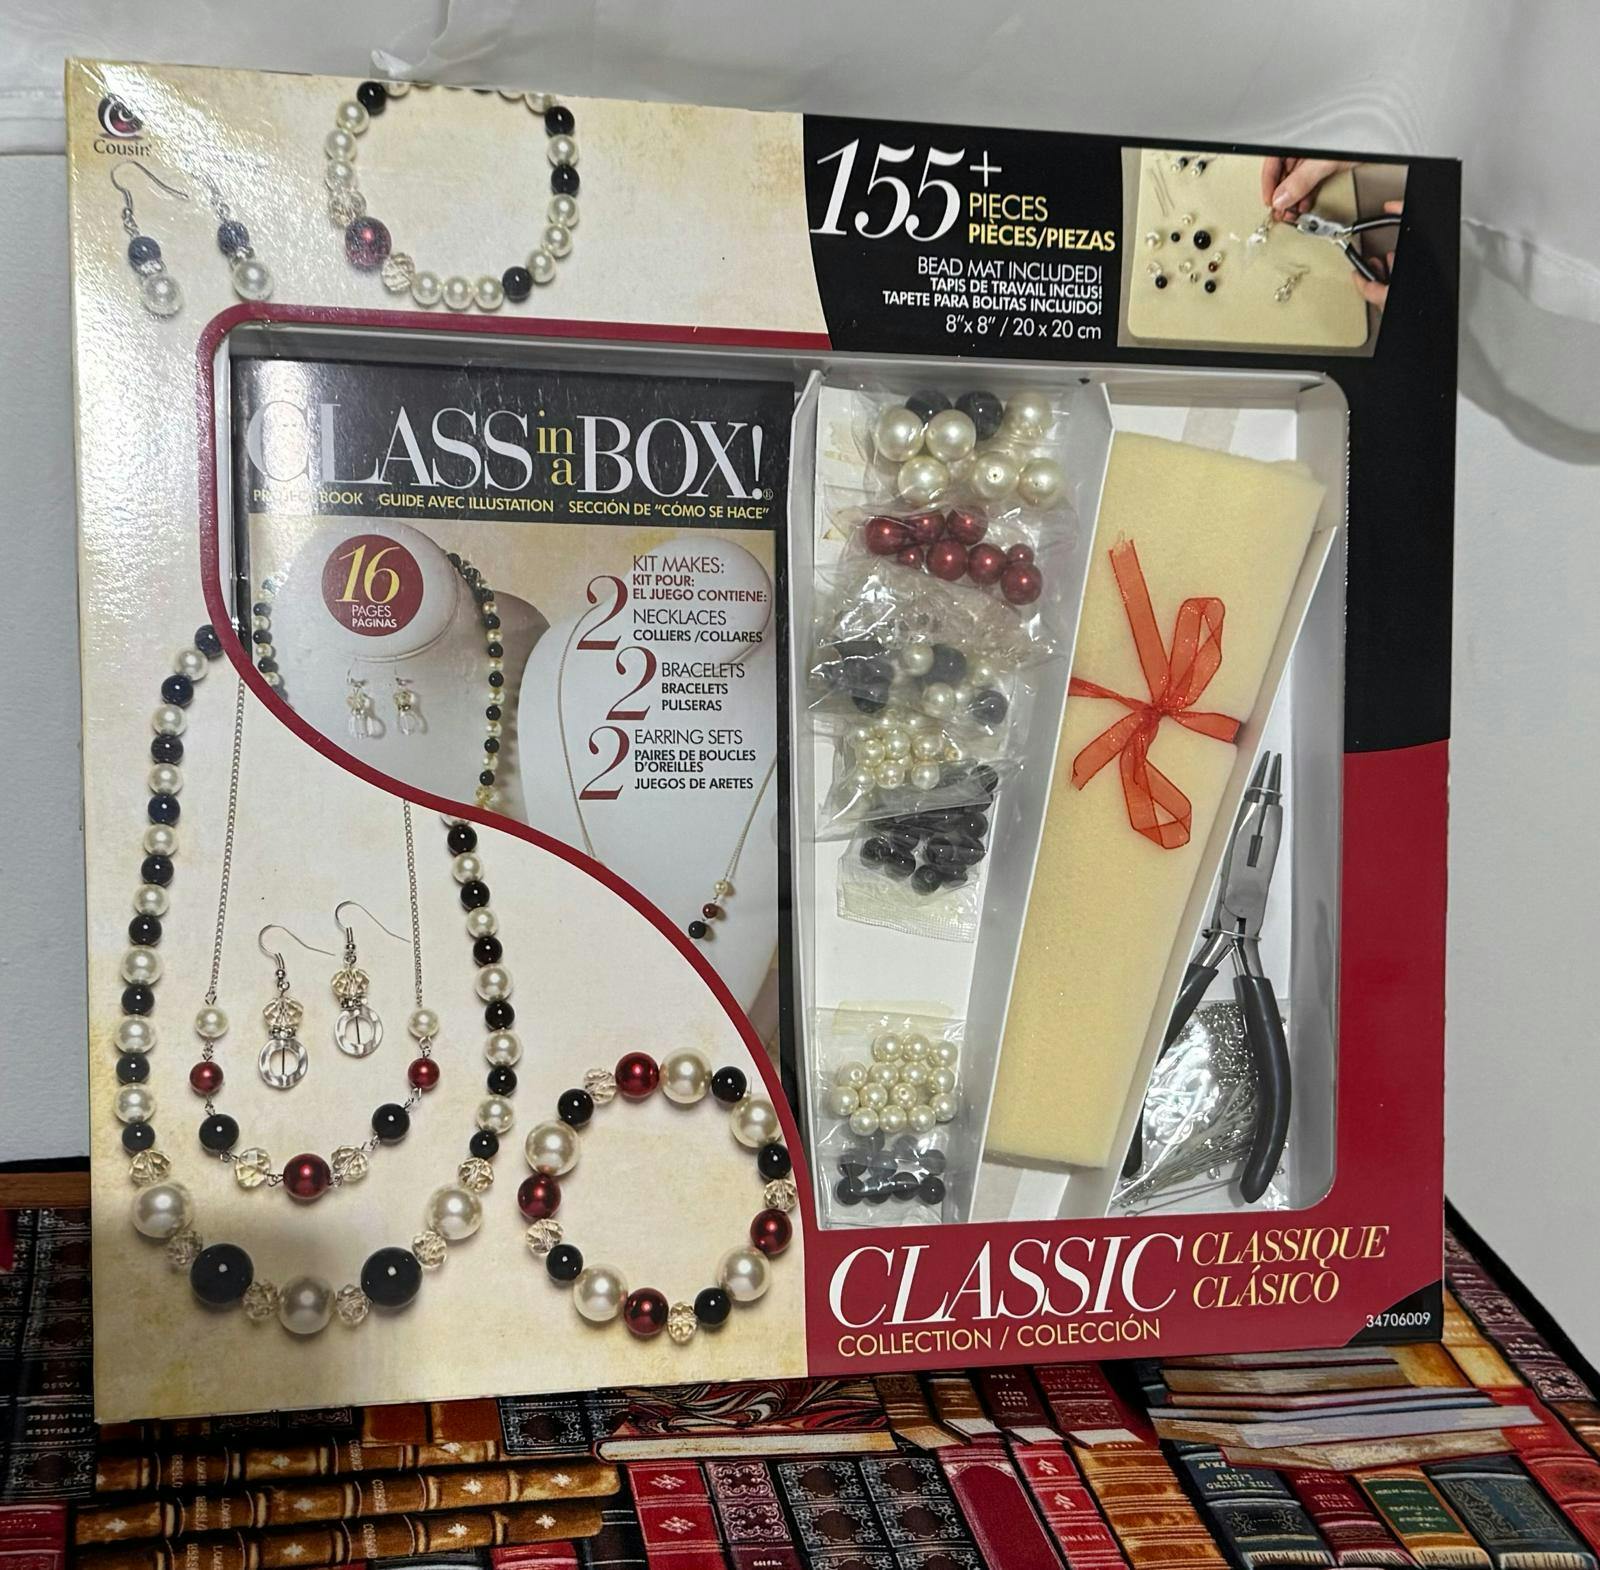 Cousin
155+
PIECES
PIÈCES/PIEZAS
BEAD MAT INCLUDED!
TAPIS DE TRAVAIL INCLUS!
TAPETE PARA BOLITAS INCLUIDO!
8"x 8" / 20 x 20 cm
CLASS in a BOX!®
PROJECT BOOK GUIDE AVEC ILLUSTATION SECCIÓN DE "CÓMO SE HACE"
16
PAGES
PÁGINAS
KIT MAKES:
KIT POUR:
EL JUEGO CONTIENE:
2 NECKLACES
COLLIERS /COLLARES
2 BRACELETS
BRACELETS
PULSERAS
2 EARRING SETS
PAIRES DE BOUCLES
D'OREILLES
JUEGOS DE ARETES
CLASSIC CLASSIQUE
CLÁSICO
COLLECTION / COLECCIÓN
34706009